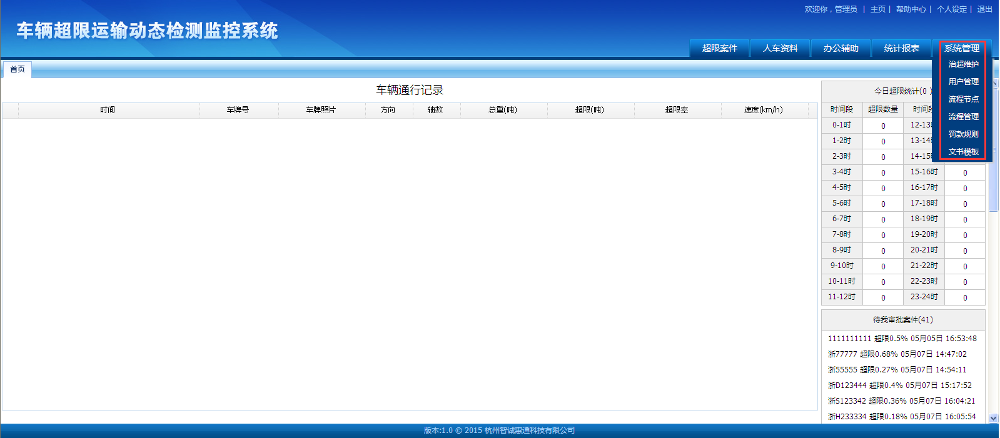 欢迎你，管理员 | 主页 | 帮助中心 | 个人设定 | 退出
车辆超限运输动态检测监控系统
超限案件 人车资料 办公辅助 统计报表 系统管理
首页
治超维护
用户管理
流程节点
流程管理
罚款规则
文书模板
车辆通行记录
时间 车牌号 车牌照片 方向 轴数 总重(吨) 超限(吨) 超限率 速度(km/h)
今日超限统计(0 )
时间段 超限数量 时间段
0-1时 0 12-13
1-2时 0 13-14
2-3时 0 14-15
3-4时 0 15-16时 0
4-5时 0 16-17时 0
5-6时 0 17-18时 0
6-7时 0 18-19时 0
7-8时 0 19-20时 0
8-9时 0 20-21时 0
9-10时 0 21-22时 0
10-11时 0 22-23时 0
11-12时 0 23-24时 0
待我审批案件(41)
1111111111 超限0.5% 05月05日 16:53:48
浙77777 超限0.68% 05月07日 14:47:02
浙55555 超限0.27% 05月07日 14:54:11
浙D123444 超限0.4% 05月07日 15:17:52
浙S123342 超限0.36% 05月07日 16:04:21
浙H233334 超限0.18% 05月07日 16:05:54
版本:1.0 © 2015 杭州智诚惠通科技有限公司